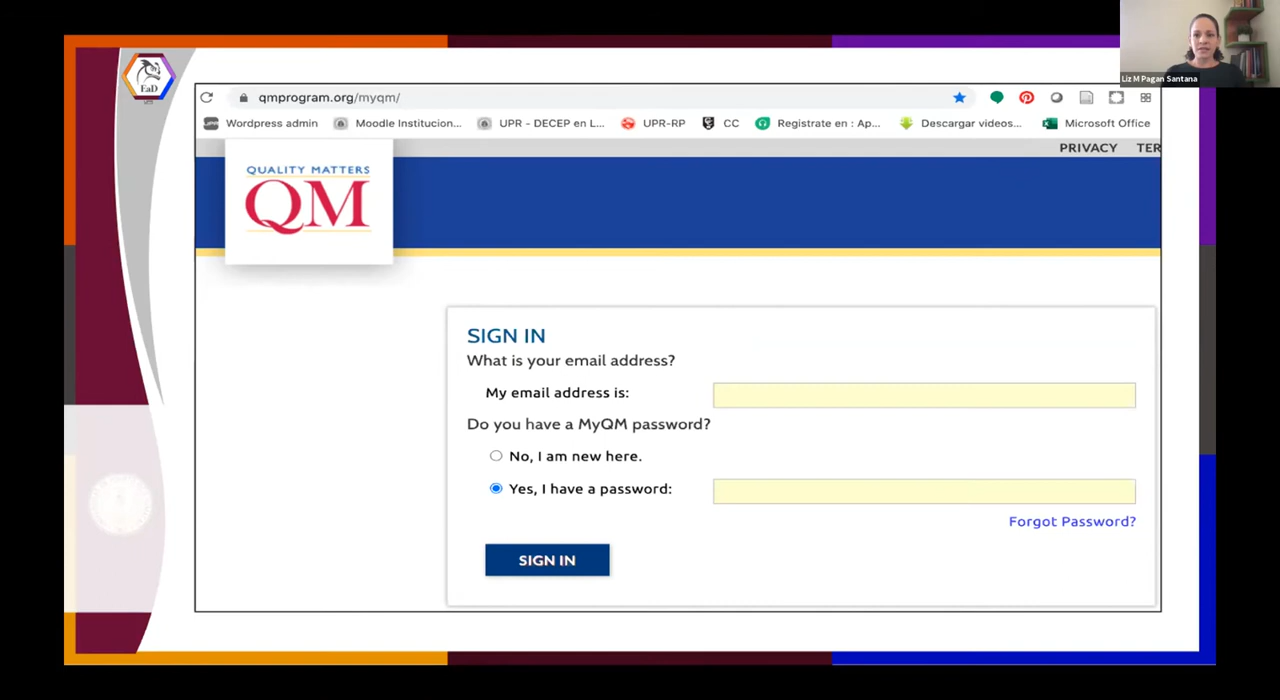 Liz M Pagan Santana
EaD
qmprogram.org/myqm/
Wordpress admin Moodle Institucion... UPR - DECEP en L... UPR-RP CC Registrate en : Ap... Descargar videos... Microsoft Office
PRIVACY TER
QUALITY MATTERS
QM
SIGN IN
What is your email address?
My email address is:
Do you have a MyQM password?
No, I am new here.
Yes, I have a password:
Forgot Password?
SIGN IN